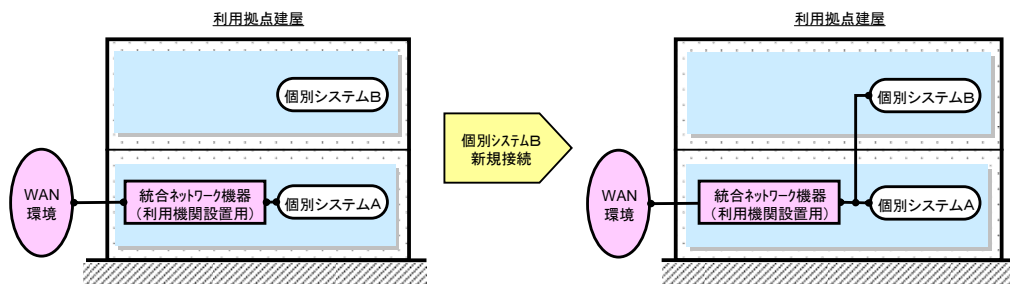 利用拠点建屋
個別システムB
WAN
環境
統合ネットワーク機器
（利用機関設置用）
個別システムA
個別システムB
新規接続
利用拠点建屋
個別システムB
WAN
環境
統合ネットワーク機器
（利用機関設置用）
個別システムA